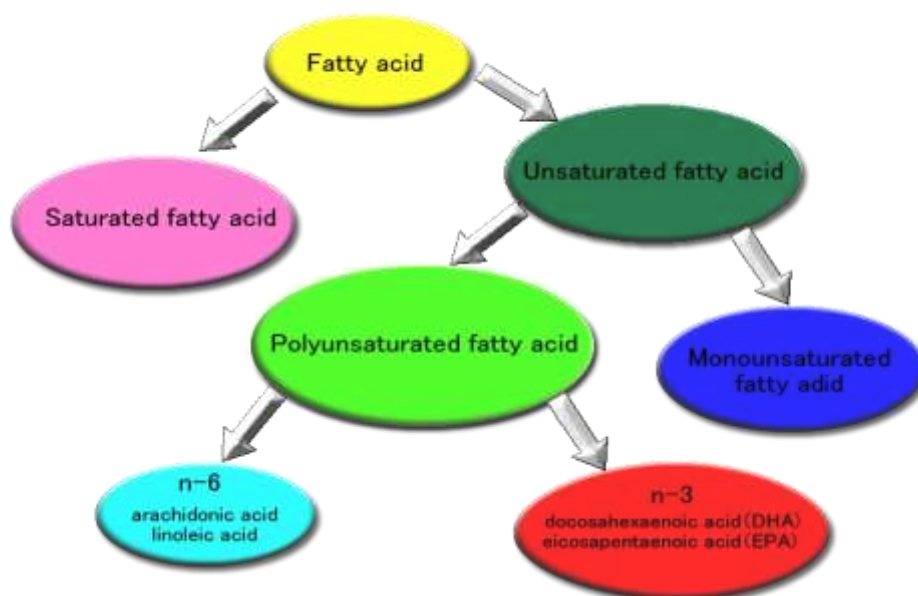 Fatty acid
Unsaturated fatty acid
Saturated fatty acid
Polyunsaturated fatty acid
Monounsaturated
fatty adid
n-6
arachidonic acid
linoleic acid
n-3
docosahexaenoic acid(DHA)
eicosapentaenoic acid(EPA)